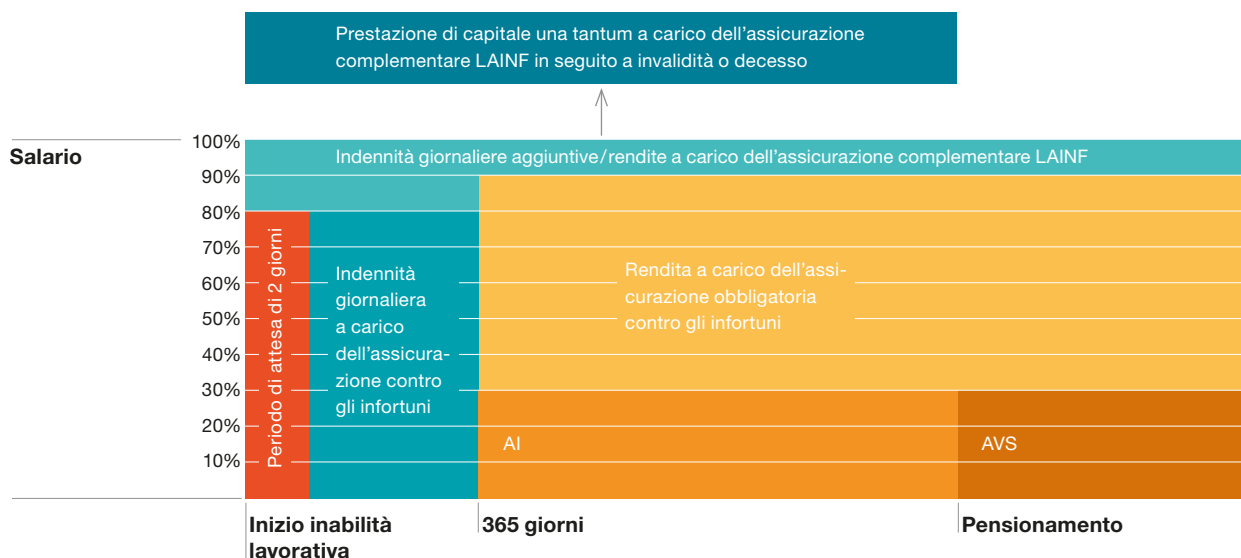 Prestazione di capitale una tantum a carico dell’assicurazione
complementare LAINF in seguito a invalidità o decesso
Salario
100%
90%
80%
70%
60%
50%
40%
30%
20%
10%
Indennità giornaliere aggiuntive/rendite a carico dell’assicurazione complementare LAINF
Periodo di attesa di 2 giorni
Indennità
giornaliera
a carico
dell’assicura-
zione contro
gli infortuni
Rendita a carico dell’assi-
curazione obbligatoria
contro gli infortuni
AI
AVS
Inizio inabilità
lavorativa
365 giorni
Pensionamento